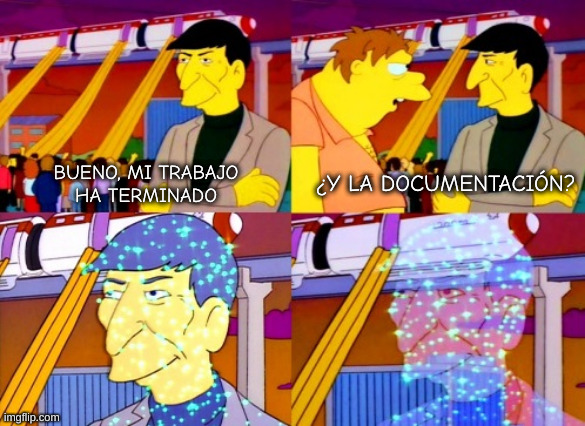 BUENO, MI TRABAJO
HA TERMINADO
¿Y LA DOCUMENTACIÓN?
imgflip.com